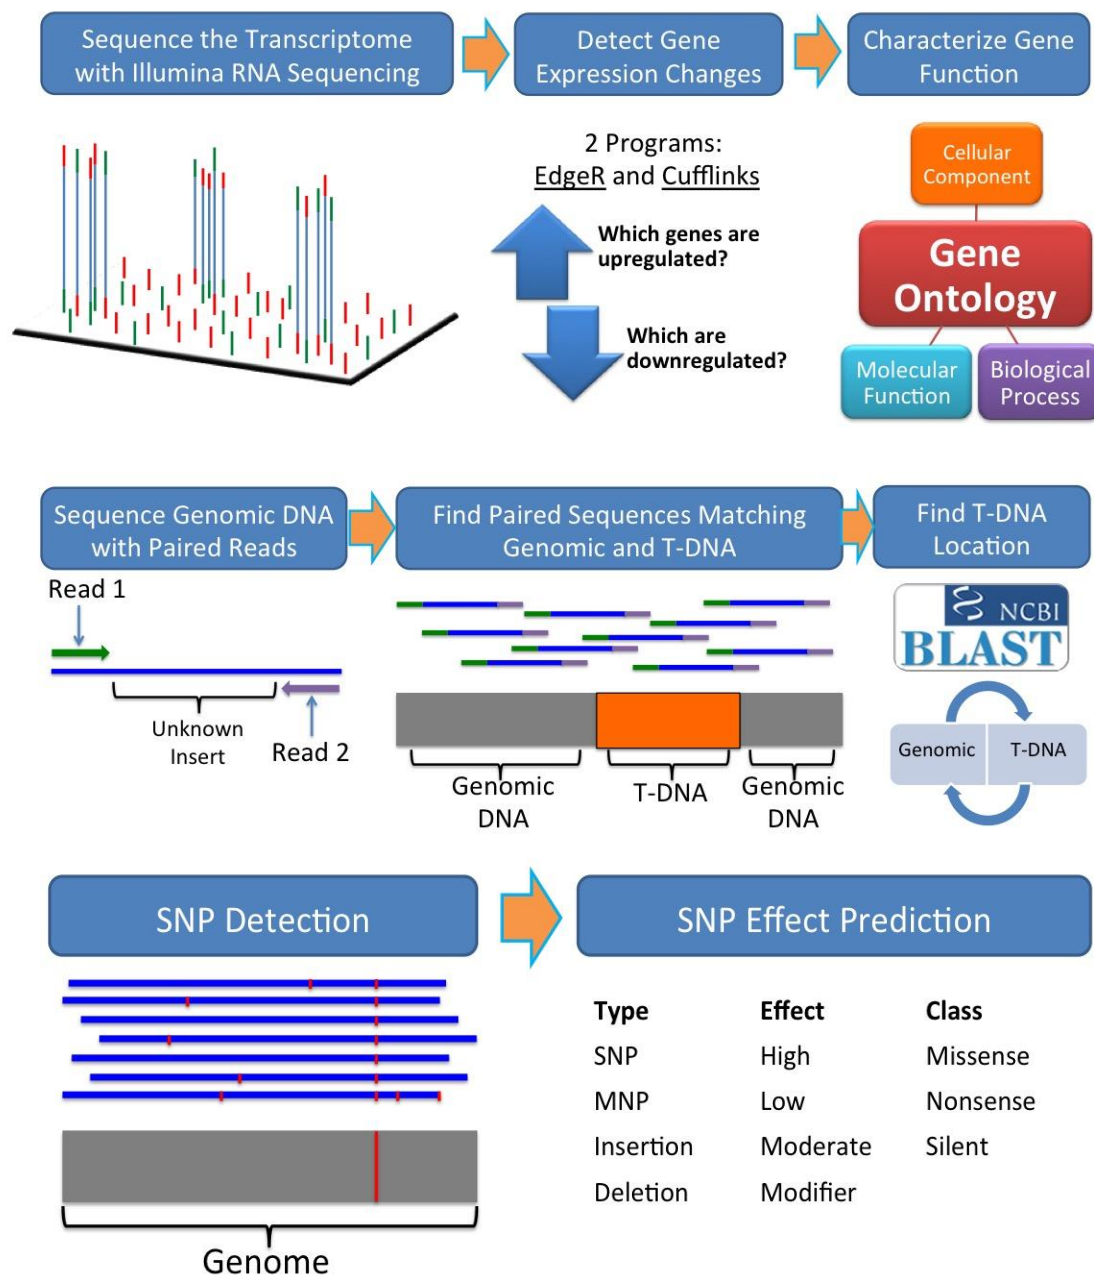 Sequence the Transcriptome
with Illumina RNA Sequencing
Detect Gene
Expression Changes
Characterize Gene
Function
2 Programs:
EdgeR and Cufflinks
Which genes are
upregulated?
Which are
downregulated?
Cellular
Component
Gene
Ontology
Molecular
Function
Biological
Process
Sequence Genomic DNA
with Paired Reads
Find Paired Sequences Matching
Genomic and T-DNA
Find T-DNA
Location
Read 1
Unknown
Insert
Read 2
Genomic
DNA
T-DNA
Genomic
DNA
NCBI
BLAST
Genomic
T-DNA
SNP Detection
SNP Effect Prediction
Genome
Type Effect Class
SNP High Missense
MNP Low Nonsense
Insertion Moderate Silent
Deletion Modifier